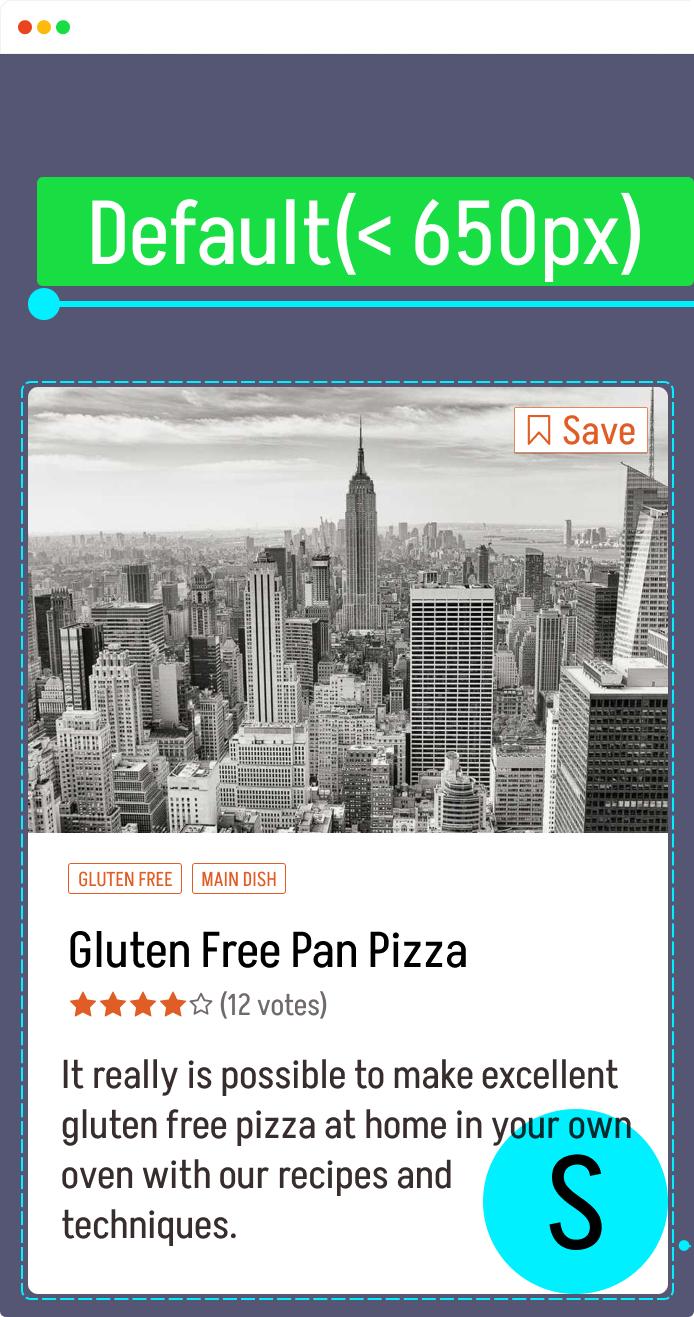 Default(< 650px)
Save
GLUTEN FREE MAIN DISH
Gluten Free Pan Pizza
(12 votes)
It really is possible to make excellent
gluten free pizza at home in your own
oven with our recipes and
techniques.
S